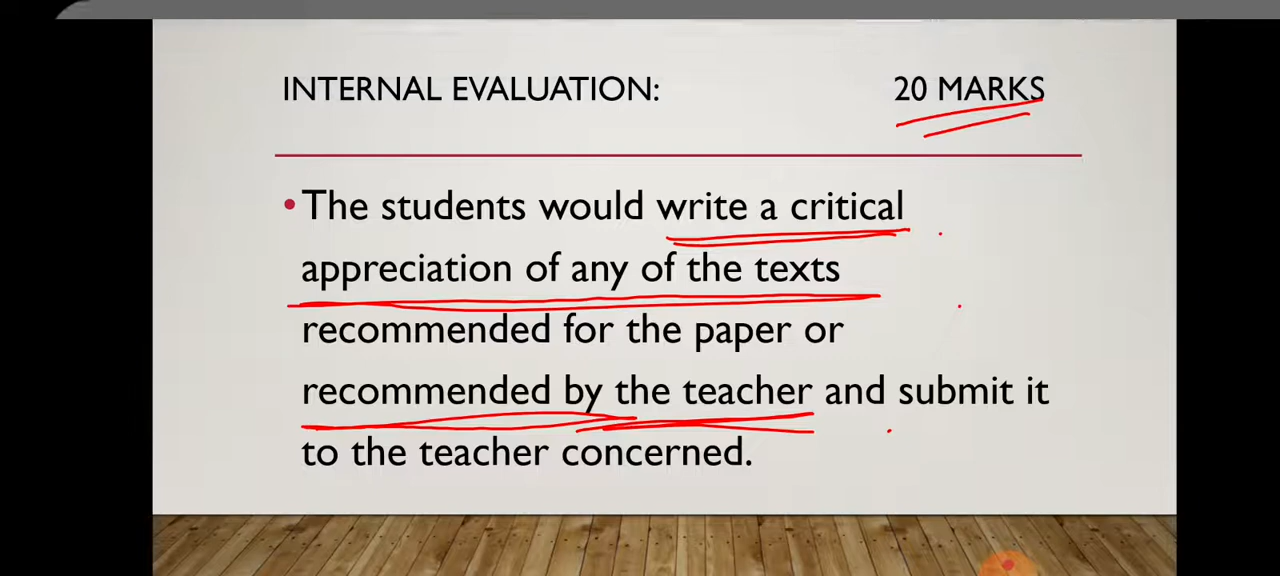 INTERNAL EVALUATION: 20 MARKS
•The students would write a critical
appreciation of any of the texts
recommended for the paper or
recommended by the teacher and submit it
to the teacher concerned.